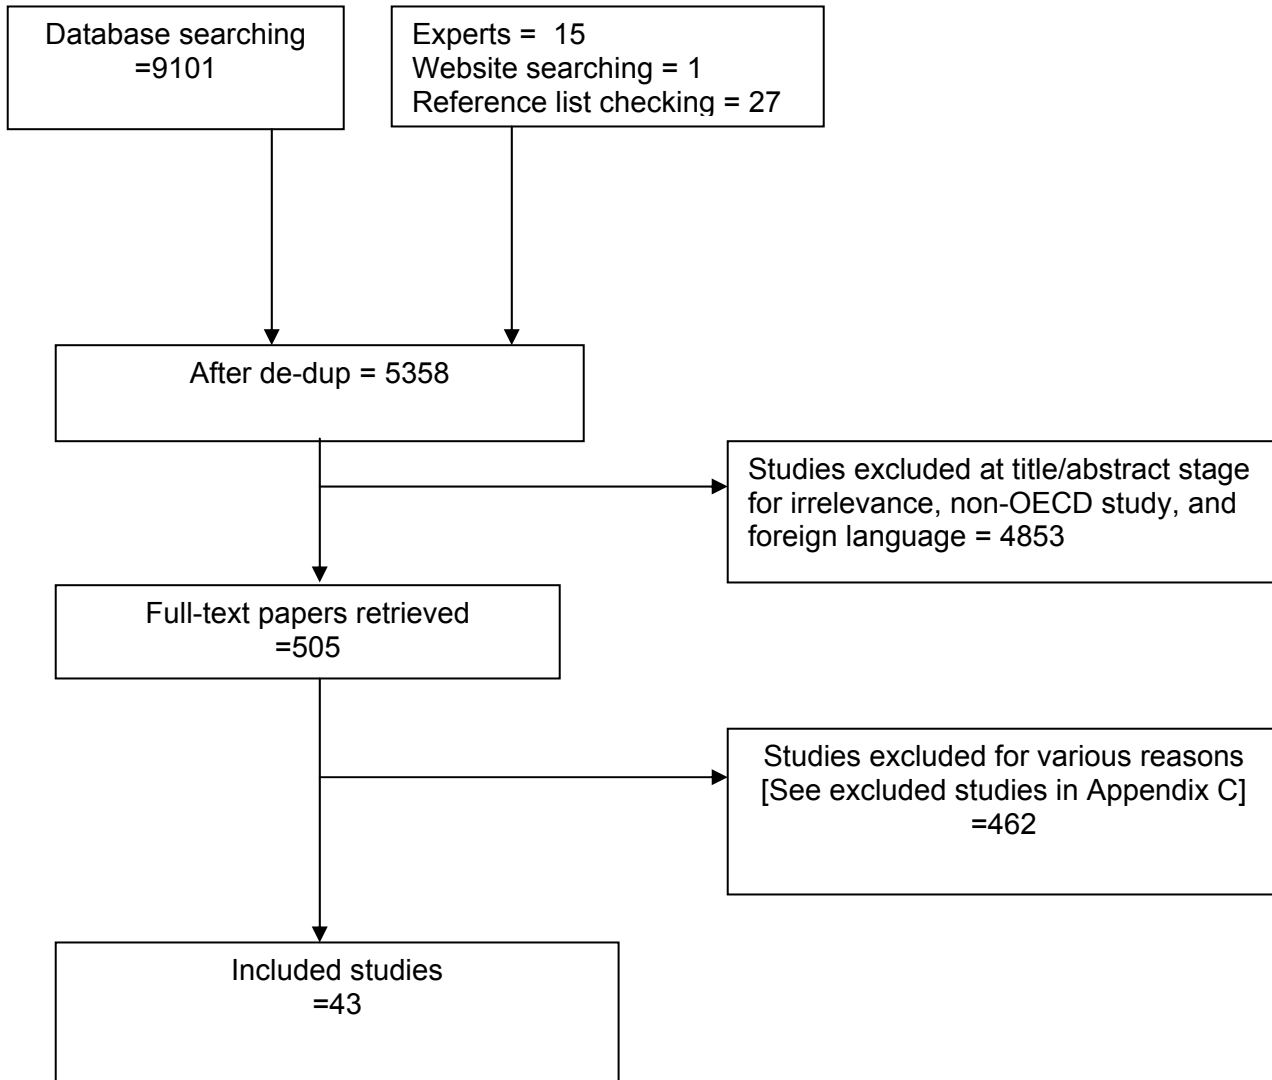 Database searching
=9101
Experts =  15
Website searching = 1
Reference list checking = 27
After de-dup = 5358
Studies excluded at title/abstract stage
for irrelevance, non-OECD study, and
foreign language = 4853
Full-text papers retrieved
=505
Studies excluded for various reasons
[See excluded studies in Appendix C]
=462
Included studies
=43